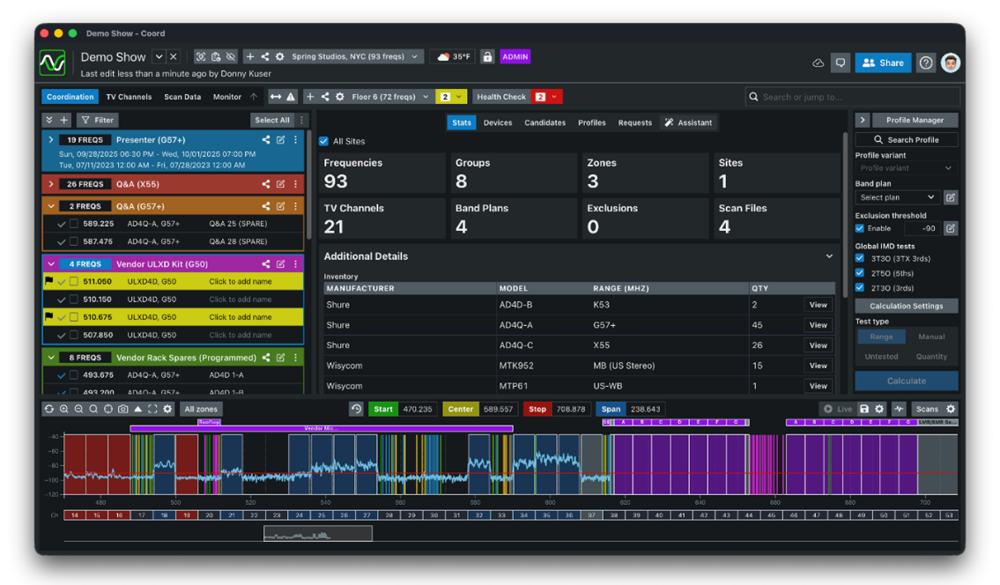 Demo Show - Coord
Demo Show
Spring Studios, NYC (93 freqs)
35°F
ADMIN
Share
Last edit less than a minute ago by Donny Kuser
Coordination TV Channels Scan Data Monitor
Floor 6 (72 freqs)
2
Health Check 2
Search or jump to...
Filter
Select All
19 FREQS Presenter (G57+)
Sun, 09/28/2025 06:30 PM - Wed, 10/01/2025 07:00 PM
Tue, 07/11/2023 12:00 AM - Fri, 07/28/2023 12:00 AM
26 FREQS Q&A (X55)
2 FREQS Q&A (G57+)
589.225 AD4Q-A, G57+ Q&A 25 (SPARE)
587.475 AD4Q-A, G57+ Q&A 28 (SPARE)
4 FREQS Vendor ULXD Kit (G50)
511.050 ULXD4D, G50 Click to add name
510.150 ULXD4D, G50 Click to add name
510.675 ULXD4D, G50 Click to add name
507.850 ULXD4D, G50 Click to add name
8 FREQS Vendor Rack Spares (Programmed)
493.675 AD4Q-A, G57+ AD4D 1-A
493.200 AD4Q-A, G57+ AD4D 1-B
Stats Devices Candidates Profiles Requests Assistant
All Sites
Frequencies Groups Zones Sites
93 8 3 1
TV Channels Band Plans Exclusions Scan Files
21 4 0 4
Additional Details
Inventory
MANUFACTURER MODEL RANGE (MHZ) QTY
Shure AD4D-B K53 2 View
Shure AD4Q-A G57+ 45 View
Shure AD4Q-C X55 26 View
Wisycom MTK952 MB (US Stereo) 15 View
Wisycom MTP61 US-WB 1 View
Profile Manager
Search Profile
Profile variant
Profile variant
Band plan
Select plan
Exclusion threshold
Enable -90
Global IMD tests
3T3O (3TX 3rds)
2T5O (5ths)
2T3O (3rds)
Calculation Settings
Test type
Range Manual
Untested Quantity
Calculate
All zones
Start 470.235 Center 589.557 Stop 708.878 Span 238.643
Live
Scans
Rooftop
Vendor Mic...
A B C D E F G
A B C D E F G
-40
-60
-80
-100
-120
480 500 520 540 560 580 600 620 640 660 680 700
Ch 14 15 16 17 18 19 20 21 22 23 24 25 26 27 28 29 30 31 32 33 34 35 36 37 38 39 40 41 42 43 44 45 46 47 48 49 50 51 52 53